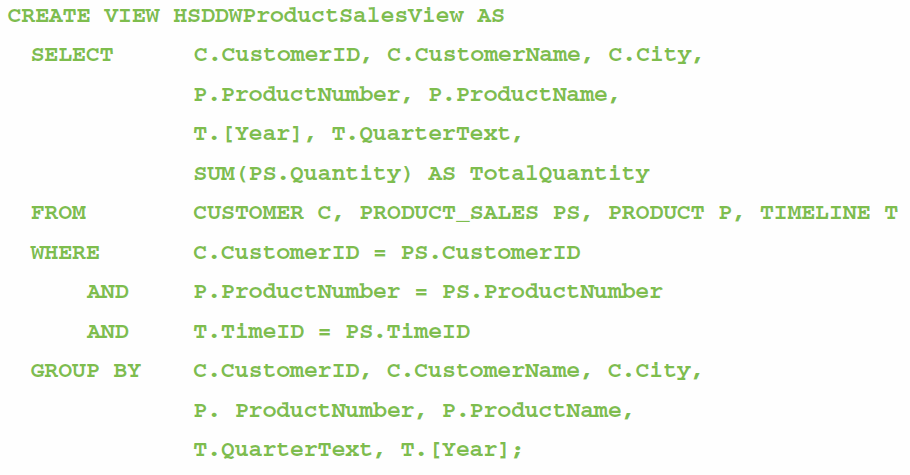 CREATE VIEW HSDDWProductSalesView AS
SELECT C.CustomerID, C.CustomerName, C.City,
P.ProductNumber, P.ProductName,
T.[Year], T.QuarterText,
SUM(PS.Quantity) AS TotalQuantity
FROM CUSTOMER C, PRODUCT_SALES PS, PRODUCT P, TIMELINE T
WHERE C.CustomerID = PS.CustomerID
AND P.ProductNumber = PS.ProductNumber
AND T.TimeID = PS.TimeID
GROUP BY C.CustomerID, C.CustomerName, C.City,
P. ProductNumber, P.ProductName,
T.QuarterText, T.[Year];